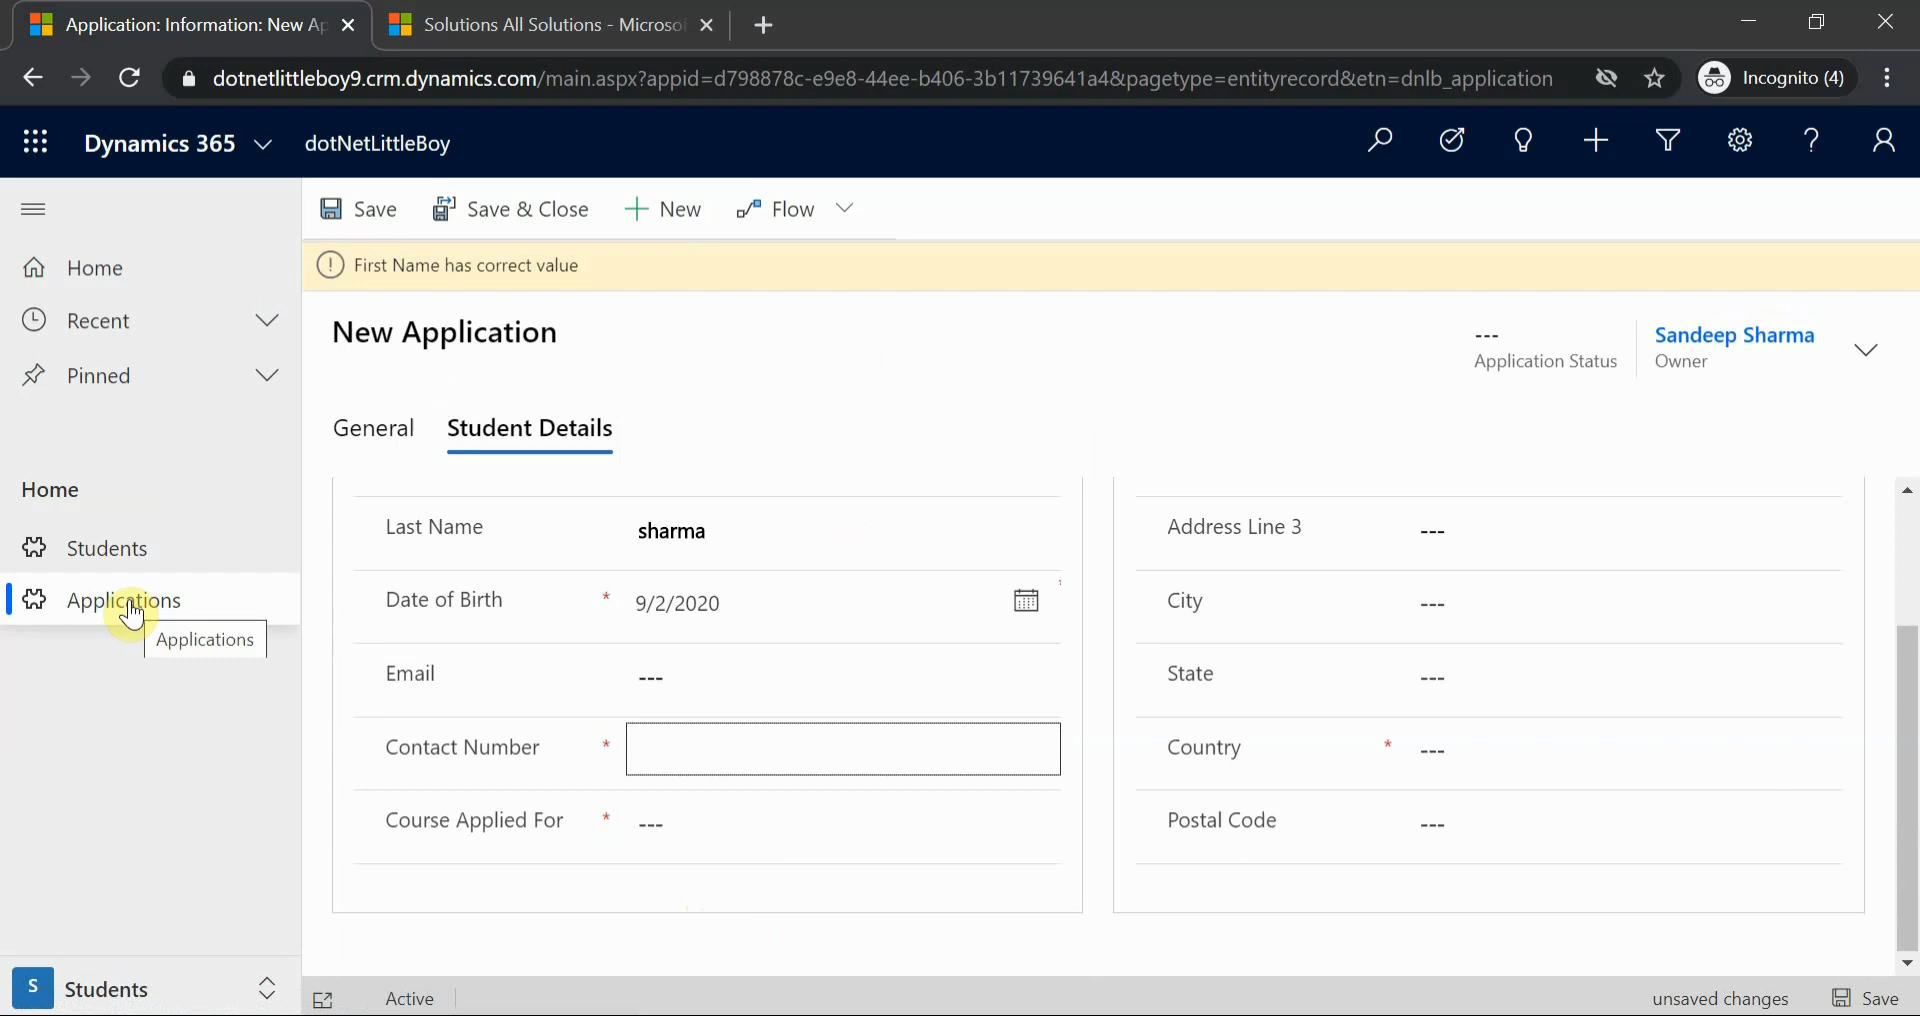 Application: Information: New Ap
Solutions All Solutions - Microsof
dotnetlittleboy9.crm.dynamics.com/main.aspx?appid=d798878c-e9e8-44ee-b406-3b11739641a4&pagetype=entityrecord&etn=dnlb_application
Incognito (4)
Dynamics 365
dotNetLittleBoy
Save
Save & Close
New
Flow
Home
Recent
Pinned
Home
Students
Applications
Applications
S
Students
First Name has correct value
New Application
---
Application Status
Sandeep Sharma
Owner
General
Student Details
Last Name
sharma
Date of Birth * 9/2/2020
Email ---
Contact Number *
Course Applied For * ---
Address Line 3 ---
City ---
State ---
Country * ---
Postal Code ---
Active
unsaved changes
Save